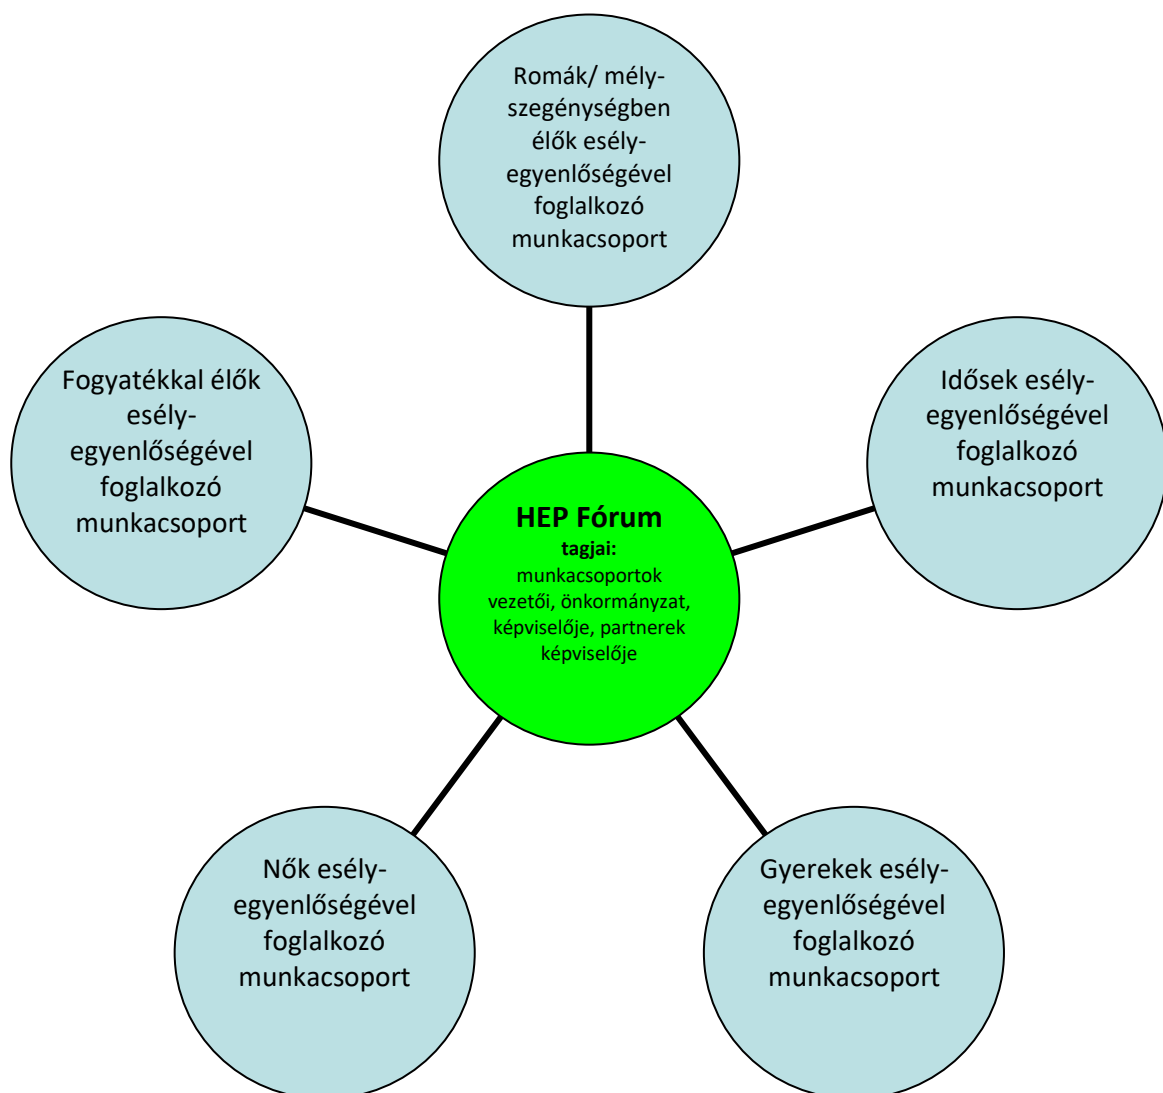 Romák/ mély-
szegénységben
élők esély-
egyenlőségével
foglalkozó
munkacsoport
Fogyatékkal élők
esély-
egyenlőségével
foglalkozó
munkacsoport
Idősek esély-
egyenlőségével
foglalkozó
munkacsoport
HEP Fórum
tagjai:
munkacsoportok
vezetői, önkormányzat,
képviselője, partnerek
képviselője
Nők esély-
egyenlőségével
foglalkozó
munkacsoport
Gyerekek esély-
egyenlőségével
foglalkozó
munkacsoport